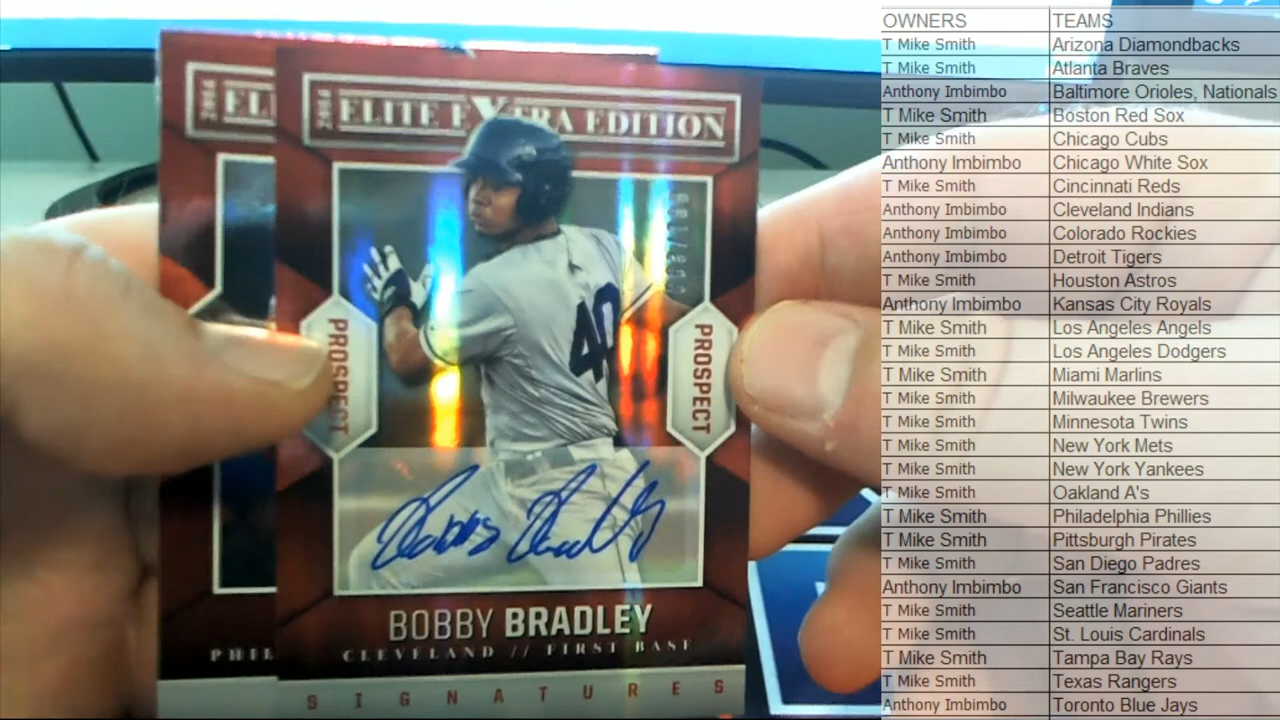 2014
EL
2014
ELITE EXTRA EDITION
PROSPECT
PROSPECT
Bobby Bradley
BOBBY BRADLEY
PHIL
CLEVELAND // FIRST BASE
SIGNATURES
OWNERS TEAMS
T Mike Smith Arizona Diamondbacks
T Mike Smith Atlanta Braves
Anthony Imbimbo Baltimore Orioles, Nationals
T Mike Smith Boston Red Sox
T Mike Smith Chicago Cubs
Anthony Imbimbo Chicago White Sox
T Mike Smith Cincinnati Reds
Anthony Imbimbo Cleveland Indians
Anthony Imbimbo Colorado Rockies
Anthony Imbimbo Detroit Tigers
T Mike Smith Houston Astros
Anthony Imbimbo Kansas City Royals
T Mike Smith Los Angeles Angels
T Mike Smith Los Angeles Dodgers
T Mike Smith Miami Marlins
T Mike Smith Milwaukee Brewers
T Mike Smith Minnesota Twins
T Mike Smith New York Mets
T Mike Smith New York Yankees
T Mike Smith Oakland A's
T Mike Smith Philadelphia Phillies
T Mike Smith Pittsburgh Pirates
T Mike Smith San Diego Padres
Anthony Imbimbo San Francisco Giants
T Mike Smith Seattle Mariners
T Mike Smith St. Louis Cardinals
T Mike Smith Tampa Bay Rays
T Mike Smith Texas Rangers
Anthony Imbimbo Toronto Blue Jays
40